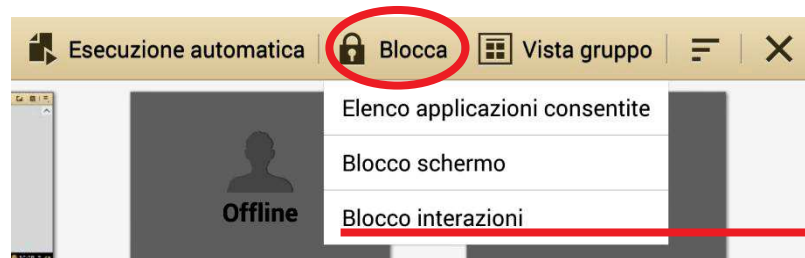 Esecuzione automatica Blocca Vista gruppo
Elenco applicazioni consentite
Blocco schermo
Offline
Blocco interazioni